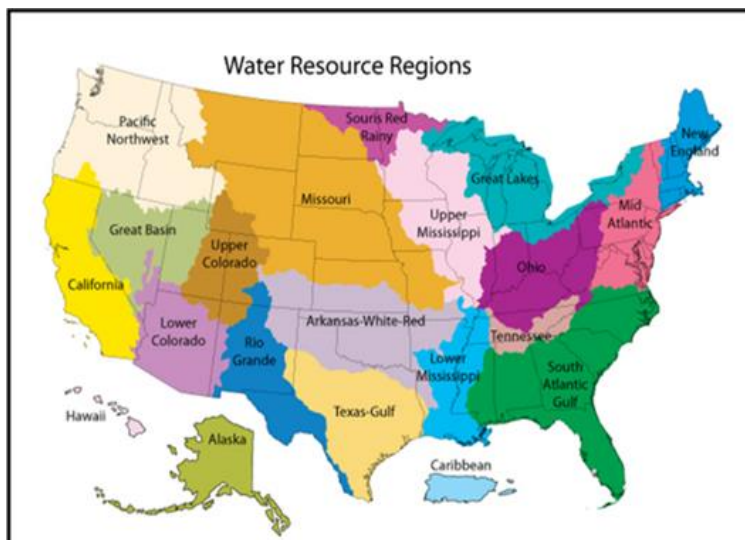 Water Resource Regions
Pacific
Northwest
Souris Red
Rainy
New
England
Great Lakes
Missouri
Upper
Mississippi
Mid
Atlantic
Great Basin
Upper
Colorado
Ohio
California
Lower
Colorado
Arkansas-White-Red
Tennessee
Rio
Grande
Lower
Mississippi
South
Atlantic
Gulf
Texas-Gulf
Hawaii
Alaska
Caribbean